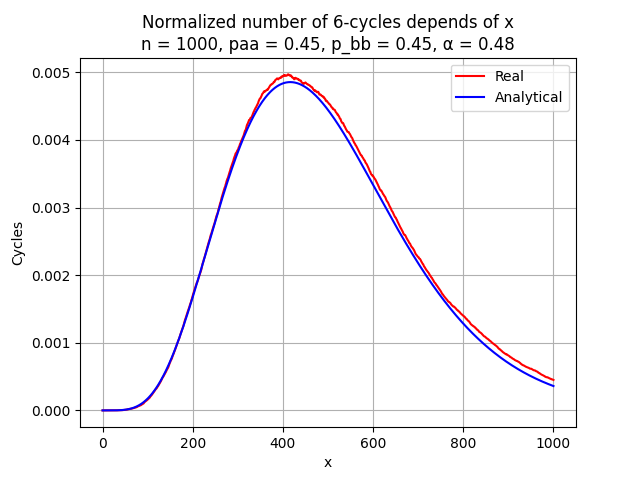 Normalized number of 6-cycles depends of x
n = 1000, paa = 0.45, p_bb = 0.45, α = 0.48
Real
Analytical
Cycles
0.005
0.004
0.003
0.002
0.001
0.000
0 200 400 600 800 1000
x